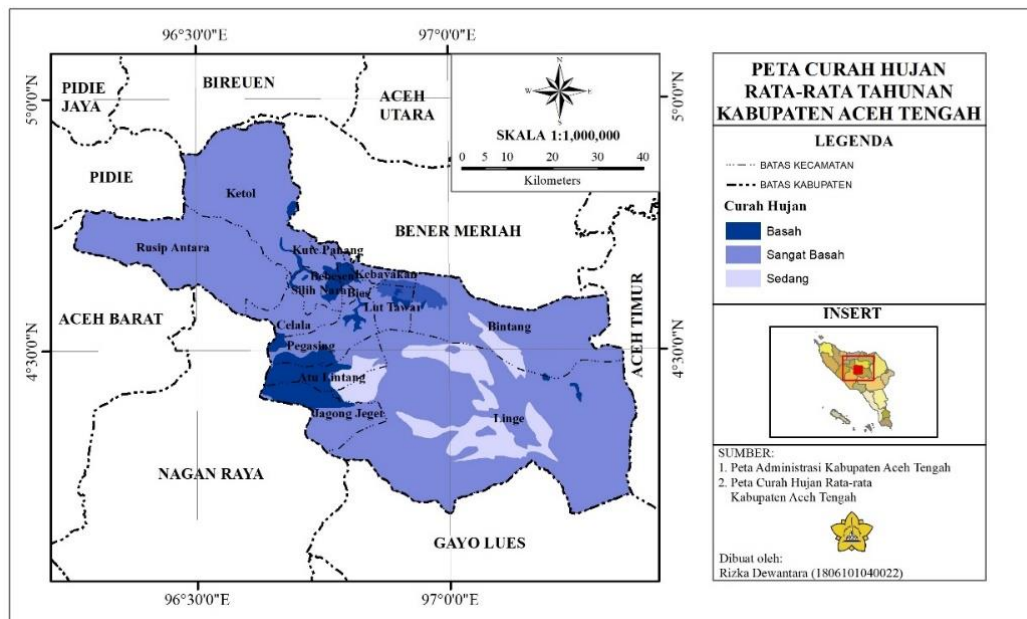 96°30'0"E
97°0'0"E
5°0'0"N
4°30'0"N
PIDIE
JAYA
BIREUEN
ACEH
UTARA
N
W
E
S
SKALA 1:1,000,000
0 5 10 20 30 40
Kilometers
PIDIE
Ketol
Rusip Antara
BENER MERIAH
Kute Panang
Bebesen
Kebayakan
Silih Nara
Bies
Lut Tawar
ACEH BARAT
Celala
Bintang
ACEH TIMUR
Pegasing
Atu Lintang
Jagong Jeget
Linge
NAGAN RAYA
GAYO LUES
5°0'0"N
4°30'0"N
96°30'0"E
97°0'0"E
PETA CURAH HUJAN
RATA-RATA TAHUNAN
KABUPATEN ACEH TENGAH
LEGENDA
BATAS KECAMATAN
BATAS KABUPATEN
Curah Hujan
Basah
Sangat Basah
Sedang
INSERT
SUMBER:
1. Peta Administrasi Kabupaten Aceh Tengah
2. Peta Curah Hujan Rata-rata
Kabupaten Aceh Tengah
Dibuat oleh:
Rizka Dewantara (1806101040022)